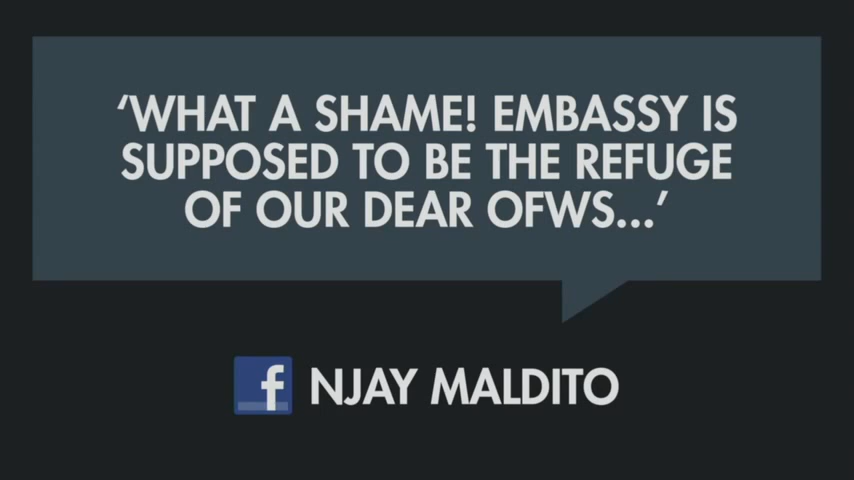 ‘WHAT A SHAME! EMBASSY IS
SUPPOSED TO BE THE REFUGE
OF OUR DEAR OFWS...’
f NJAY MALDITO